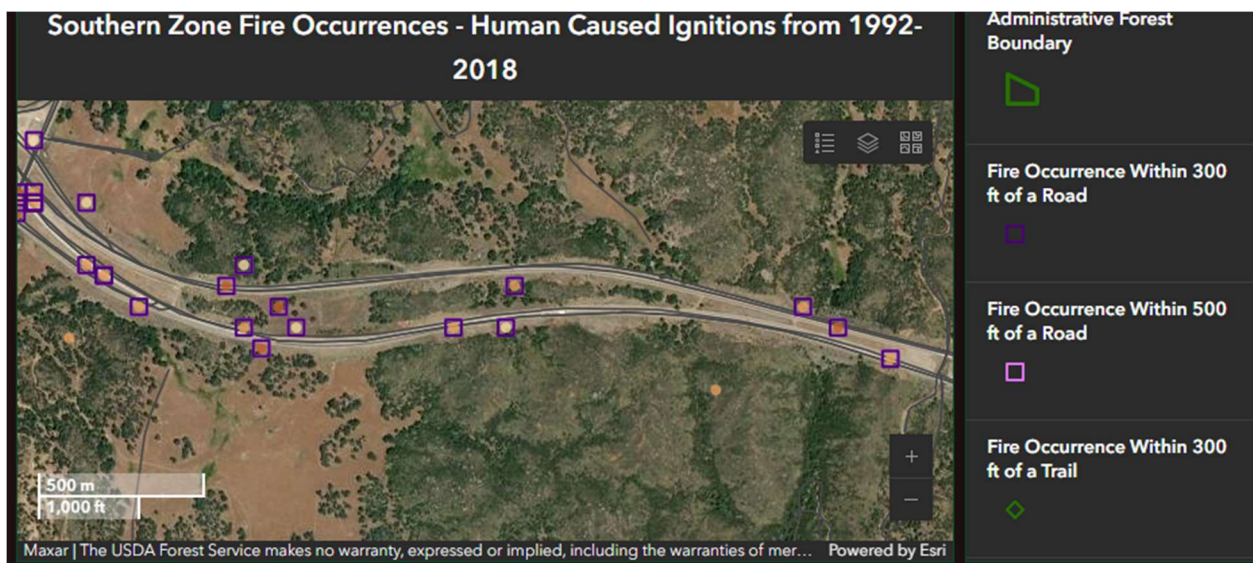 Southern Zone Fire Occurrences - Human Caused Ignitions from 1992-
2018
500 m
1,000 ft
Maxar | The USDA Forest Service makes no warranty, expressed or implied, including the warranties of mer... Powered by Esri
Administrative Forest
Boundary
Fire Occurrence Within 300
ft of a Road
Fire Occurrence Within 500
ft of a Road
Fire Occurrence Within 300
ft of a Trail